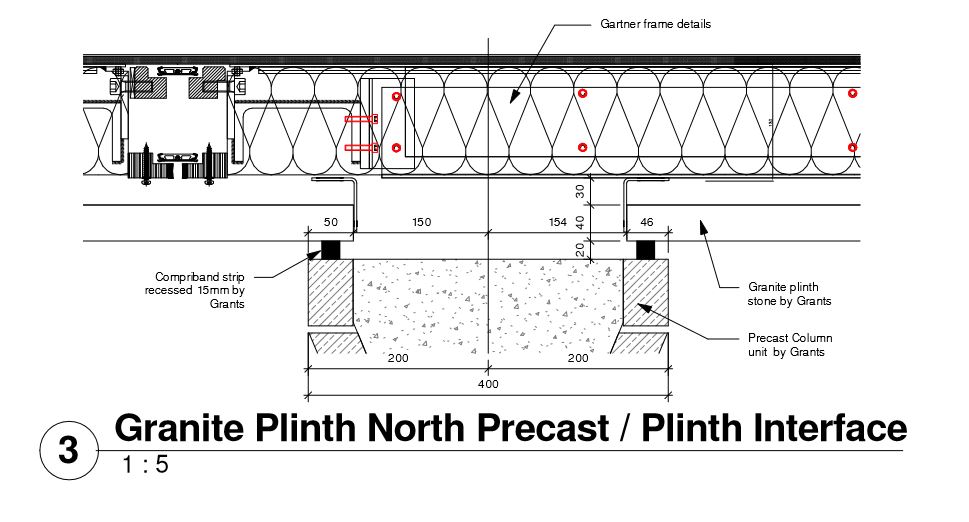 Gartner frame details
30
50
150
154
40
46
20
Compriband strip
recessed 15mm by
Grants
Granite plinth
stone by Grants
Precast Column
unit by Grants
200
200
400
3
Granite Plinth North Precast / Plinth Interface
1 : 5